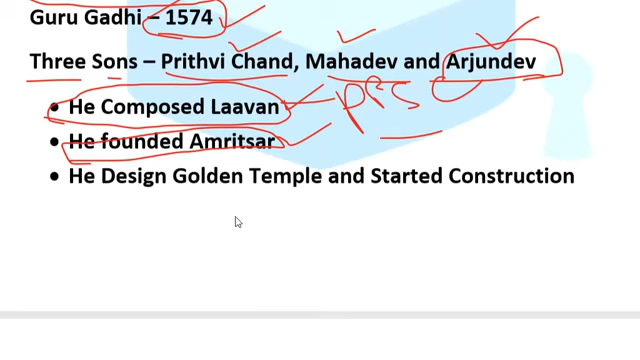 Guru Gadhi – 1574
Three Sons – Prithvi Chand, Mahadev and Arjundev
• He Composed Laavan
• He founded Amritsar
• He Design Golden Temple and Started Construction